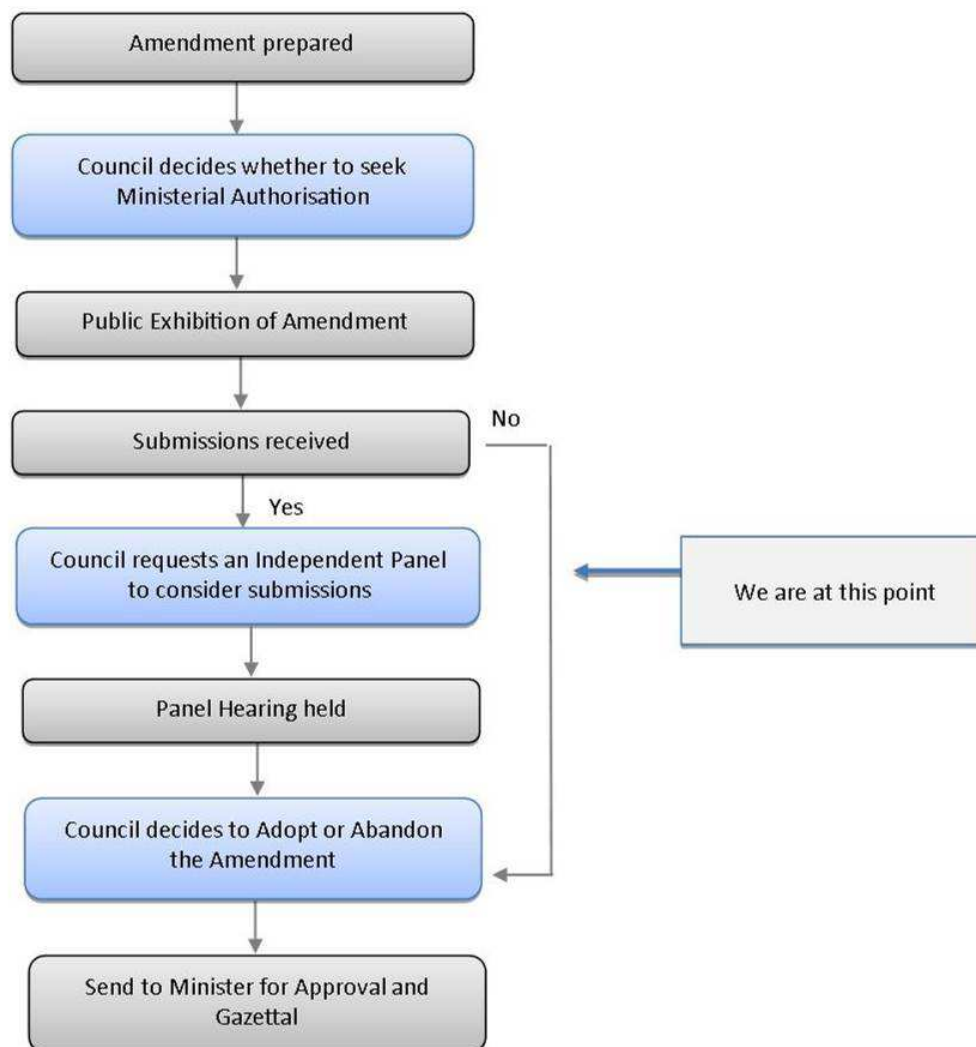 Amendment prepared
Council decides whether to seek
Ministerial Authorisation
Public Exhibition of Amendment
No
Submissions received
Yes
Council requests an Independent Panel
to consider submissions
We are at this point
Panel Hearing held
Council decides to Adopt or Abandon
the Amendment
Send to Minister for Approval and
Gazettal